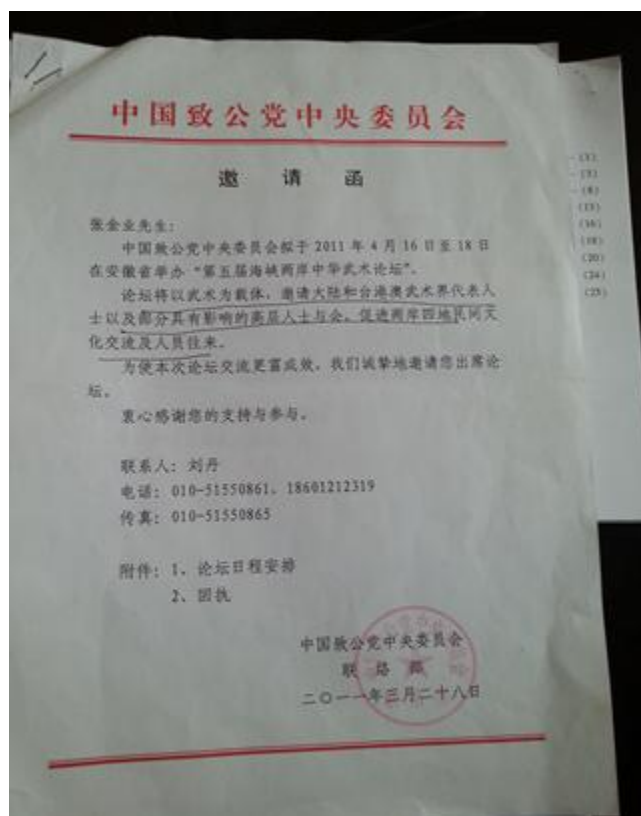 中国致公党中央委员会
邀 请 函
张金业先生：
中国致公党中央委员会拟于 2011 年 4 月 16 日至 18 日
在安徽省举办“第五届海峡两岸中华武术论坛”。
论坛将以武术为载体，邀请大陆和台港澳武术界代表人
士以及部分具有影响的高层人士与会，促进两岸四地民间文
化交流及人员往来。
为使本次论坛交流更富成效，我们诚挚地邀请您出席论
坛。
衷心感谢您的支持与参与。
联系人：刘丹
电话：010-51550861、18601212319
传真：010-51550865
附件：1、论坛日程安排
2、回执
中国致公党中央委员会
联 络 部
二〇一一年三月二十八日
(16)
(18)
(20)
(24)
(25)